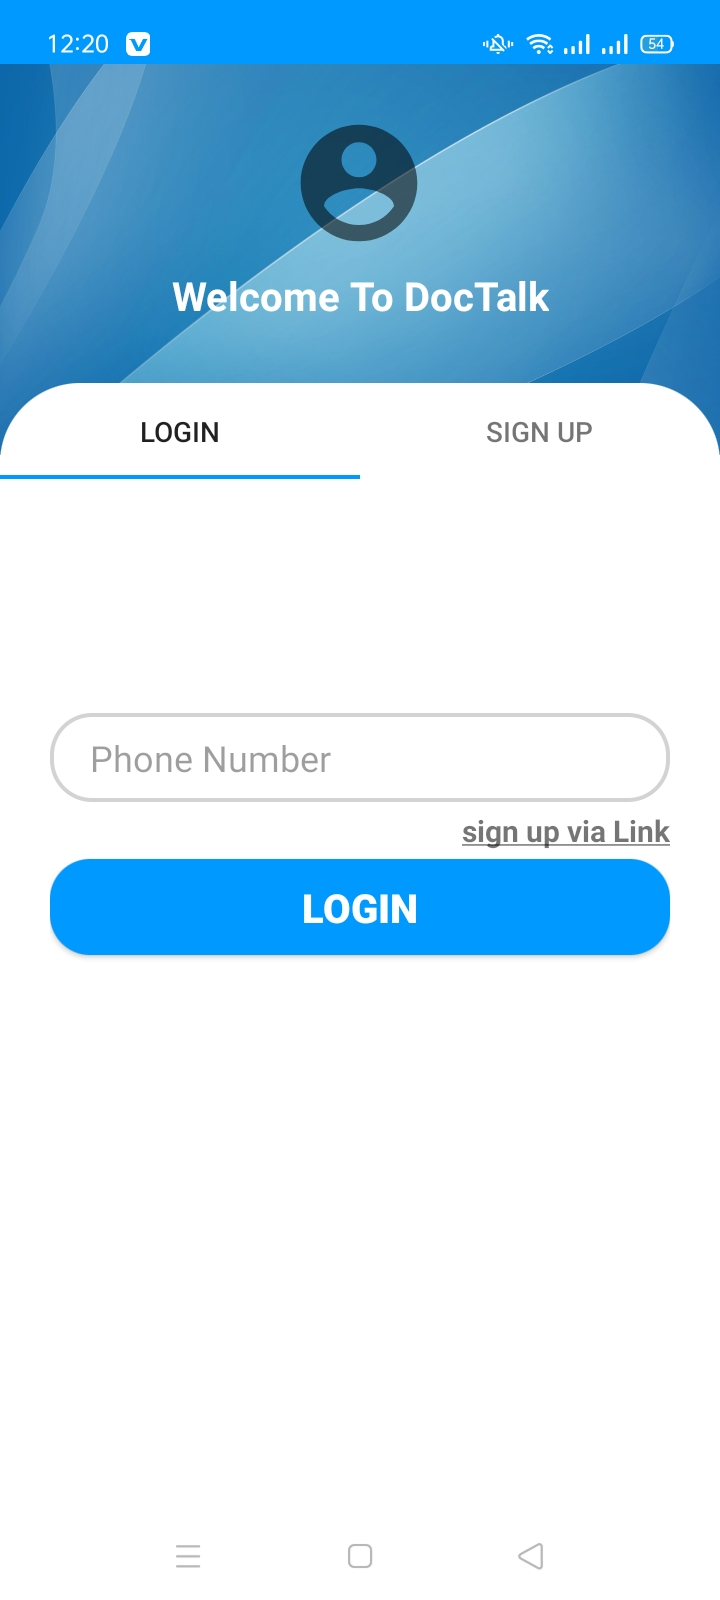 12:20
54
Welcome To DocTalk
LOGIN
SIGN UP
Phone Number
sign up via Link
LOGIN